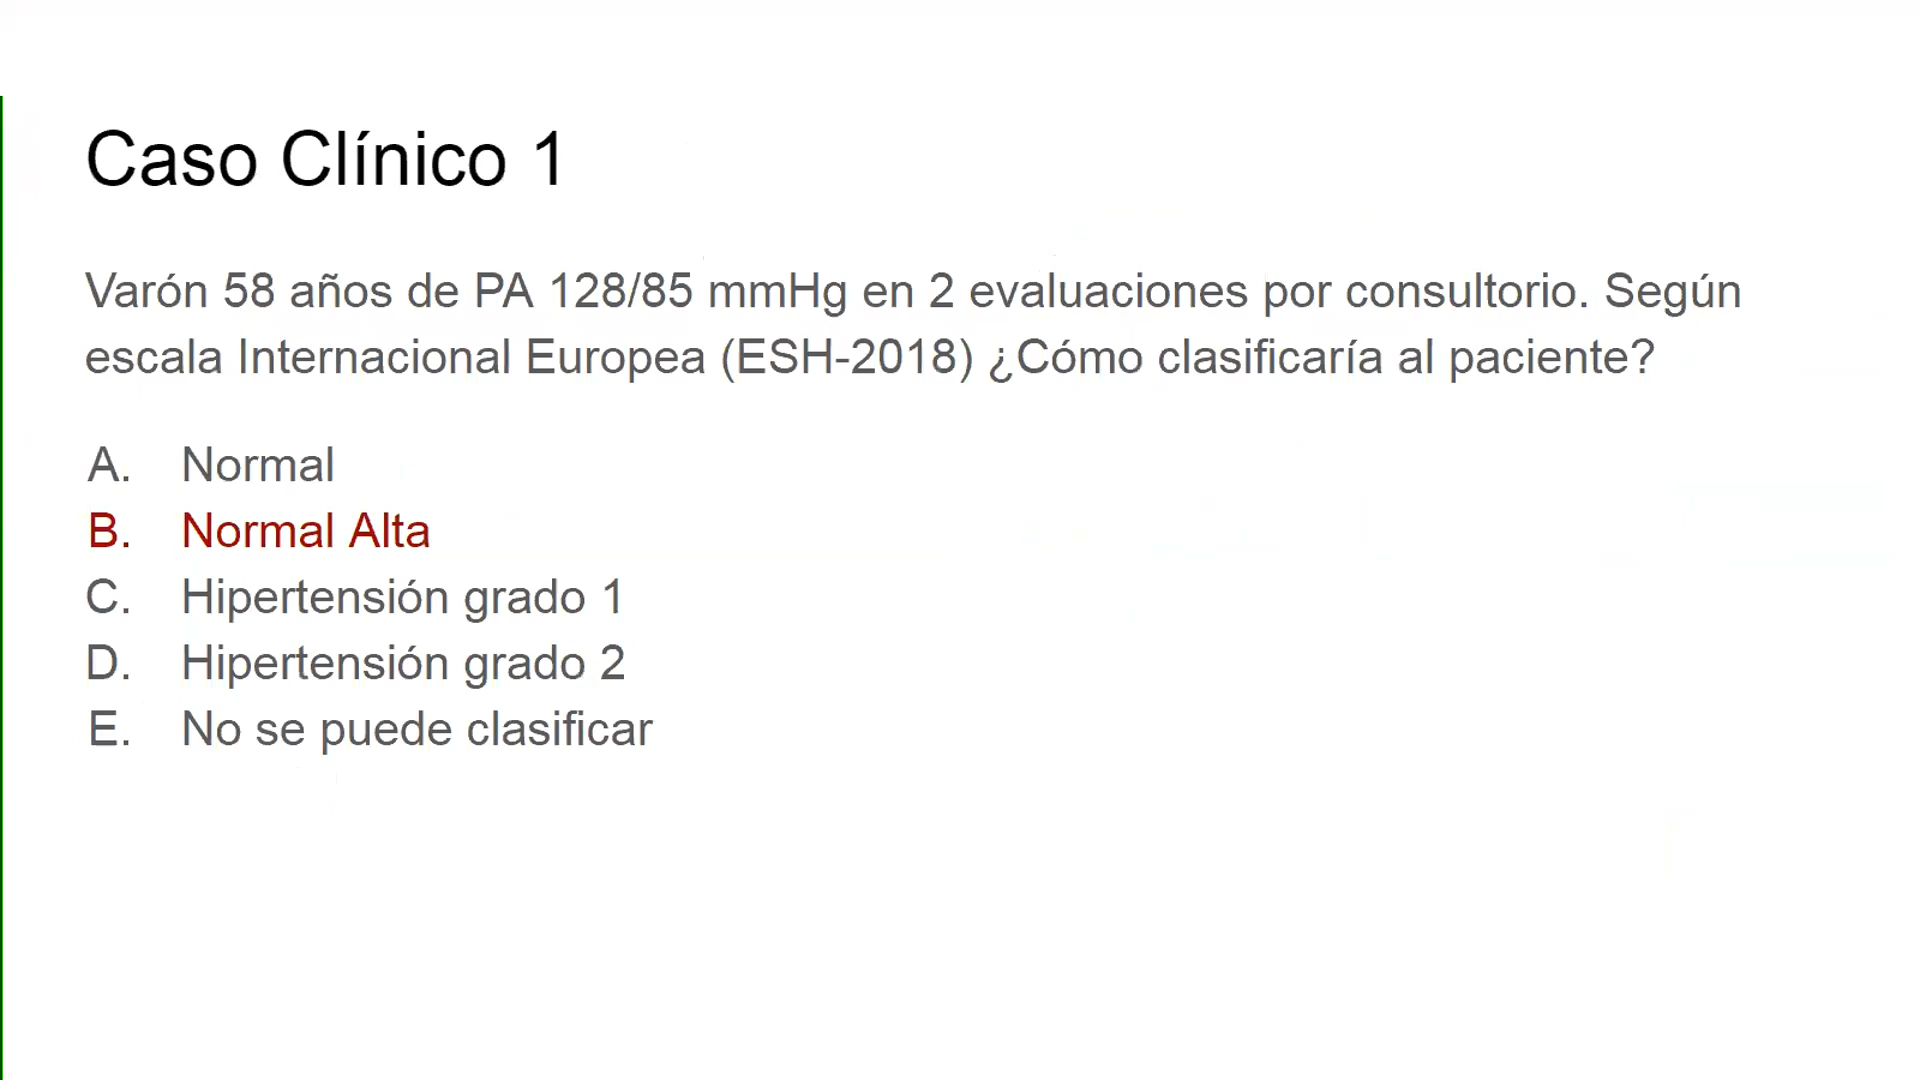 Caso Clínico 1
Varón 58 años de PA 128/85 mmHg en 2 evaluaciones por consultorio. Según
escala Internacional Europea (ESH-2018) ¿Cómo clasificaría al paciente?
A. Normal
B. Normal Alta
C. Hipertensión grado 1
D. Hipertensión grado 2
E. No se puede clasificar